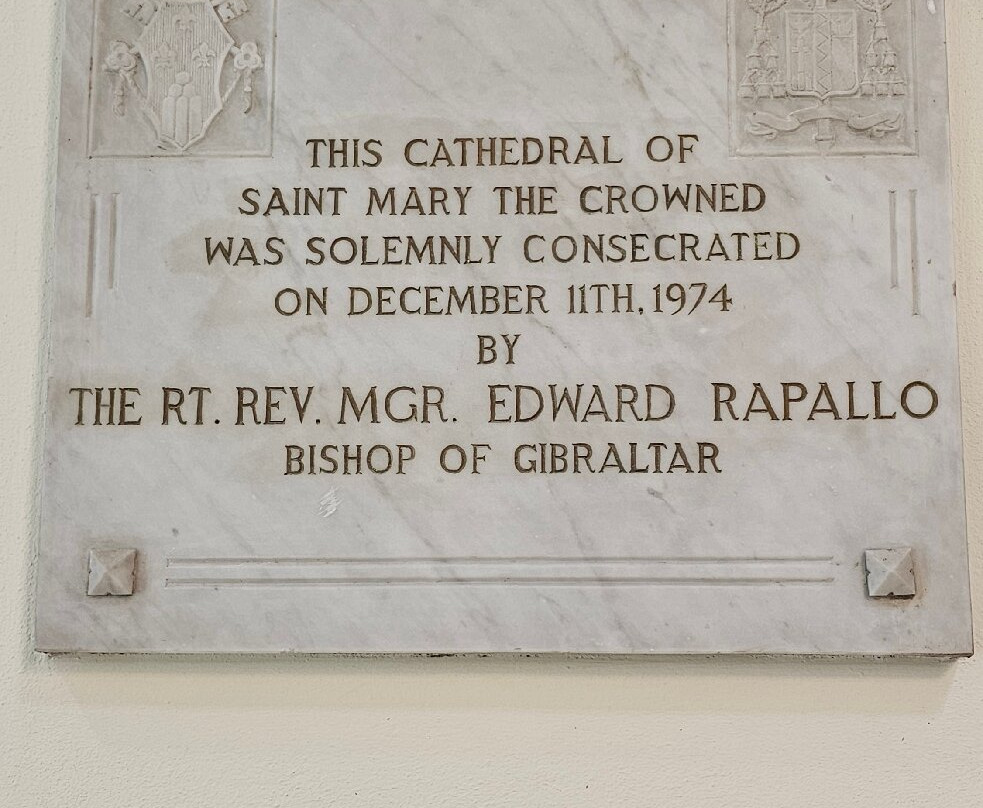 THIS CATHEDRAL OF
SAINT MARY THE CROWNED
WAS SOLEMNLY CONSECRATED
ON DECEMBER 11TH, 1974
BY
THE RT. REV. MGR. EDWARD RAPALLO
BISHOP OF GIBRALTAR